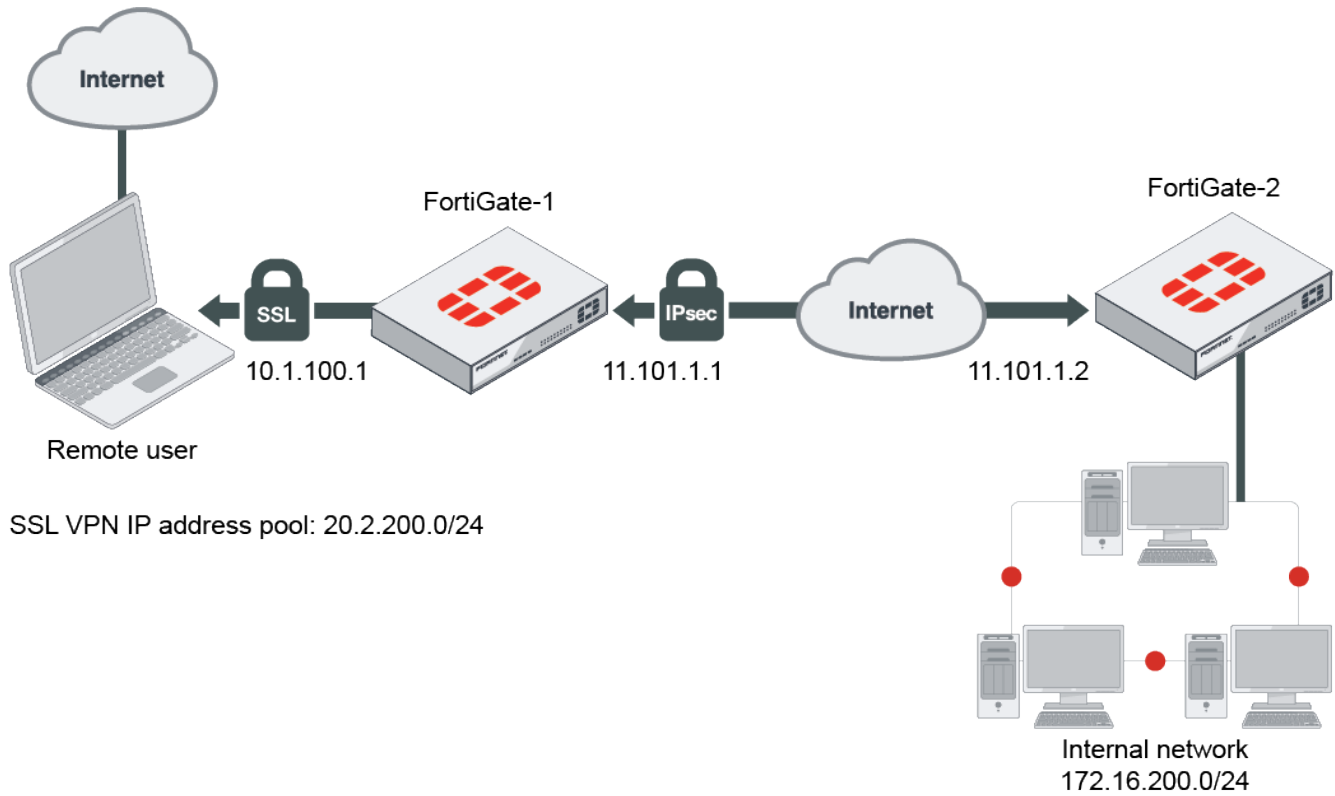 Internet
FortiGate-1
FortiGate-2
SSL
IPsec
Internet
10.1.100.1
11.101.1.1
11.101.1.2
Remote user
SSL VPN IP address pool: 20.2.200.0/24
Internal network
172.16.200.0/24